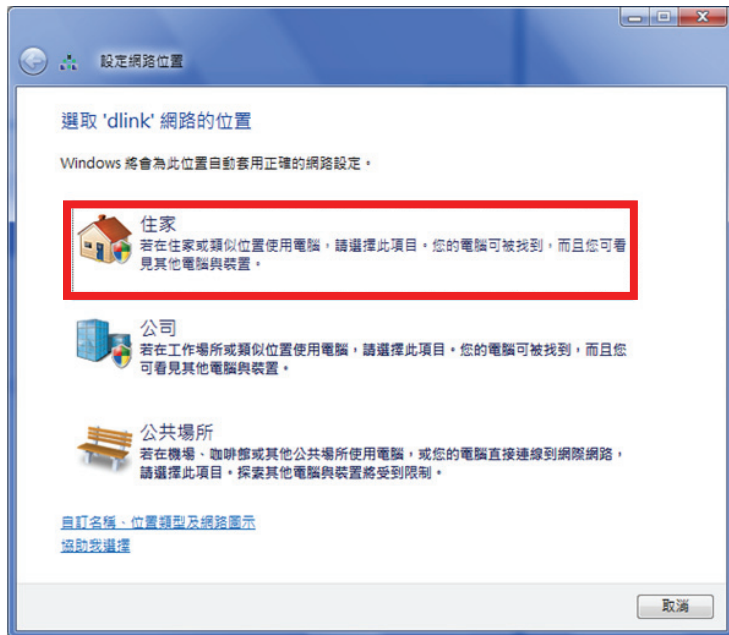 設定網路位置
選取 'dlink' 網路的位置
Windows 將會為此位置自動套用正確的網路設定。
住家
若在住家或類似位置使用電腦，請選擇此項目。您的電腦可被找到，而且您可看
見其他電腦與裝置。
公司
若在工作場所或類似位置使用電腦，請選擇此項目。您的電腦可被找到，而且您
可看見其他電腦與裝置。
公共場所
若在機場、咖啡館或其他公共場所使用電腦，或您的電腦直接連線到網際網路，
請選擇此項目。探索其他電腦與裝置將受到限制。
自訂名稱、位置類型及網路圖示
協助我選擇
取消